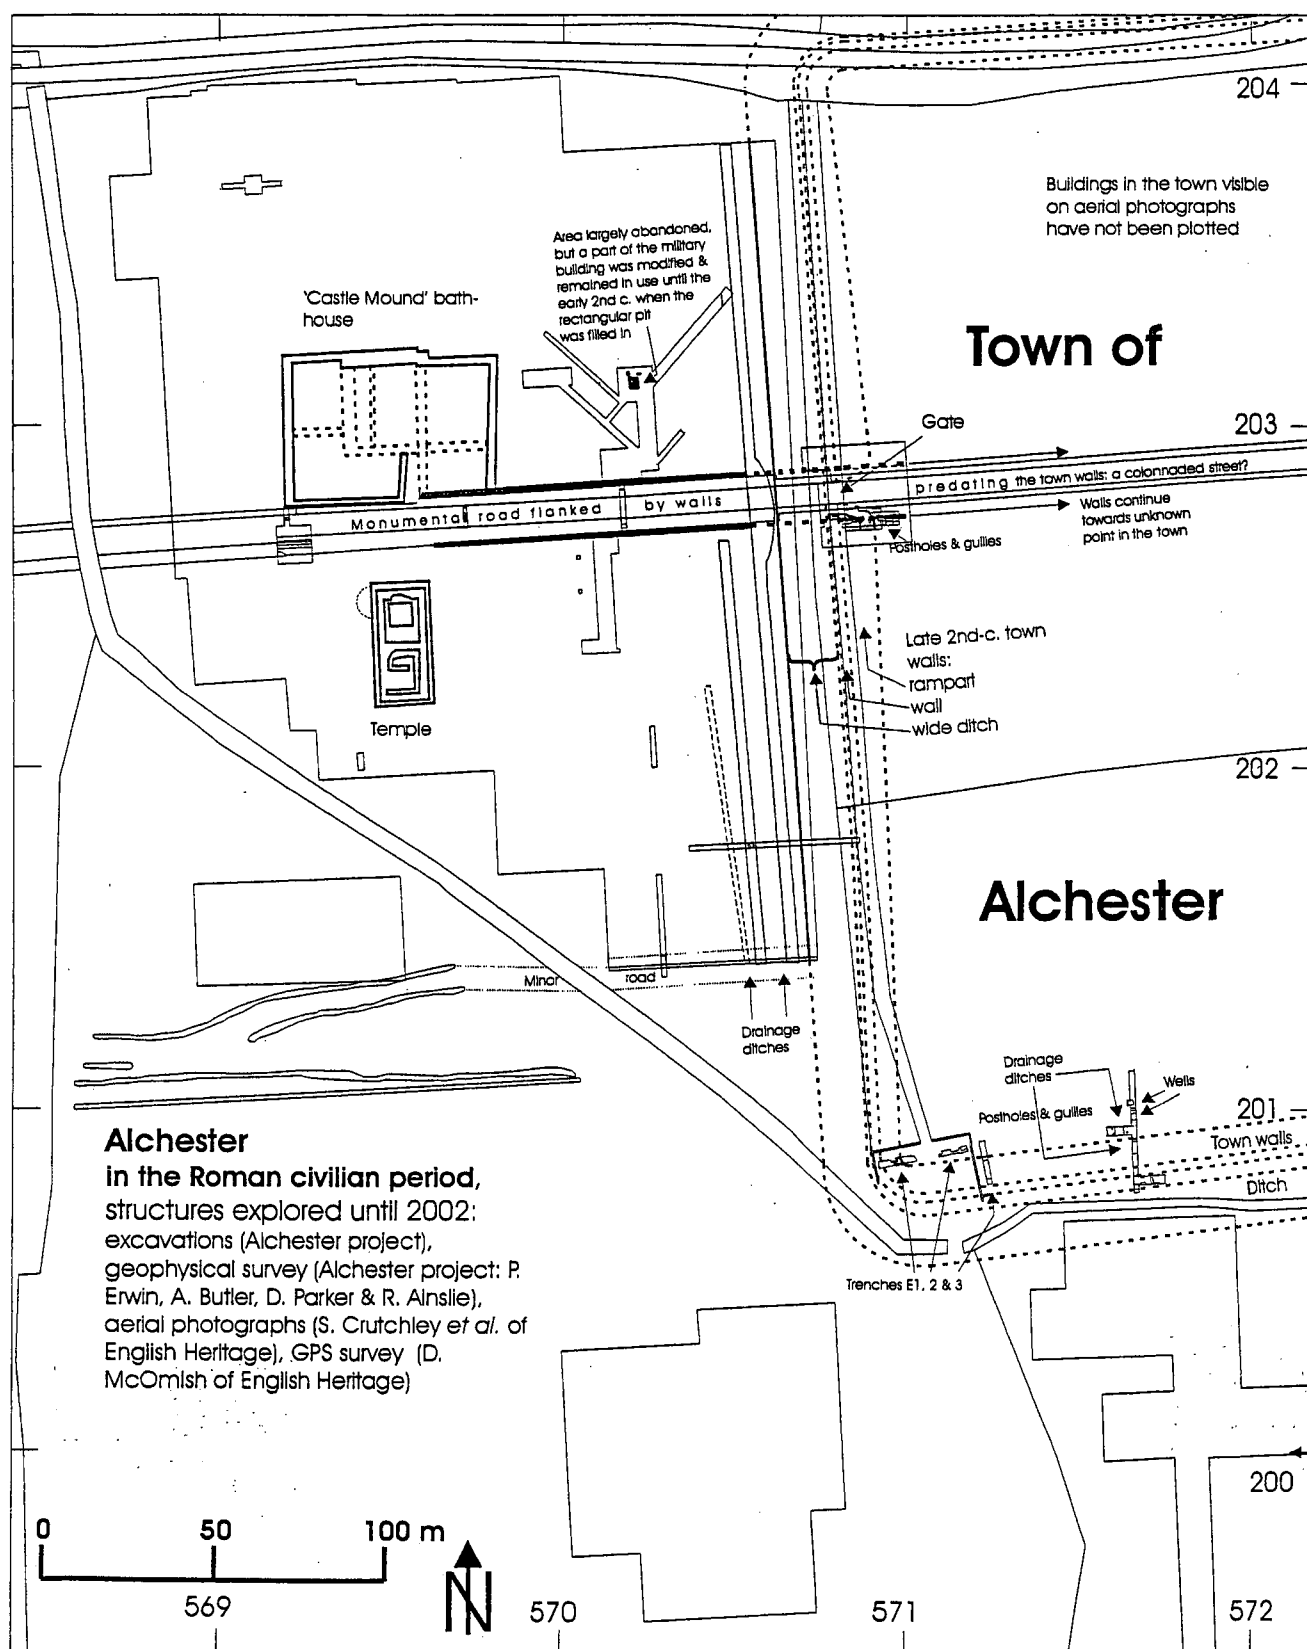 204
Buildings in the town visible
on aerial photographs
have not been plotted
Area largely abandoned,
but a part of the military
building was modified &
remained in use until the
early 2nd c. when the
rectangular pit
was filled in
'Castle Mound' bath-
house
Town of
Gate
203
predating the town walls: a colonnaded street?
Monumental road flanked by walls
Walls continue
towards unknown
point in the town
Postholes & gullies
Late 2nd-c. town
walls:
rampart
wall
wide ditch
Temple
202
Alchester
Minor road
Drainage
ditches
Drainage
ditches
Wells
Postholes & gullies
201
Town walls
Ditch
Trenches E1, 2 & 3
Alchester
in the Roman civilian period,
structures explored until 2002:
excavations (Alchester project),
geophysical survey (Alchester project: P.
Erwin, A. Butler, D. Parker & R. Ainslie),
aerial photographs (S. Crutchley et al. of
English Heritage), GPS survey (D.
McOmish of English Heritage)
200
0 50 100 m
N
569 570 571 572